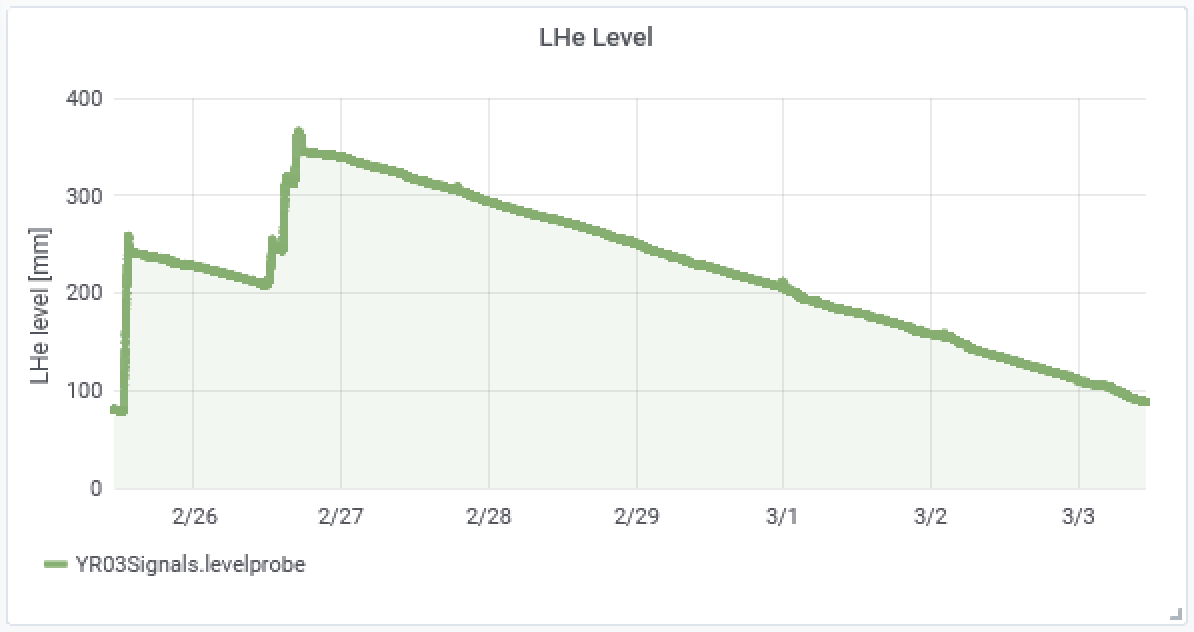 LHe Level
LHe level [mm]
400
300
200
100
0
2/26 2/27 2/28 2/29 3/1 3/2 3/3
YR03Signals.levelprobe